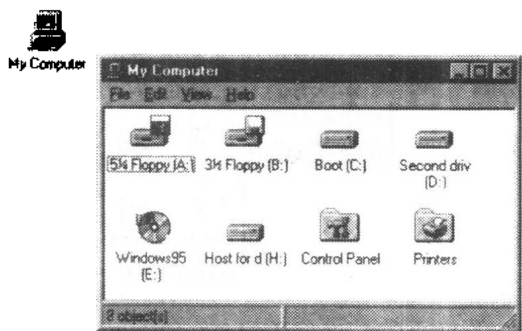 My Computer
My Computer
File Edit View Help
5¼ Floppy (A:) 3½ Floppy (B:) Boot (C:) Second driv
(D:)
Windows95 Host for d (H:) Control Panel Printers
(E:)
8 object(s)